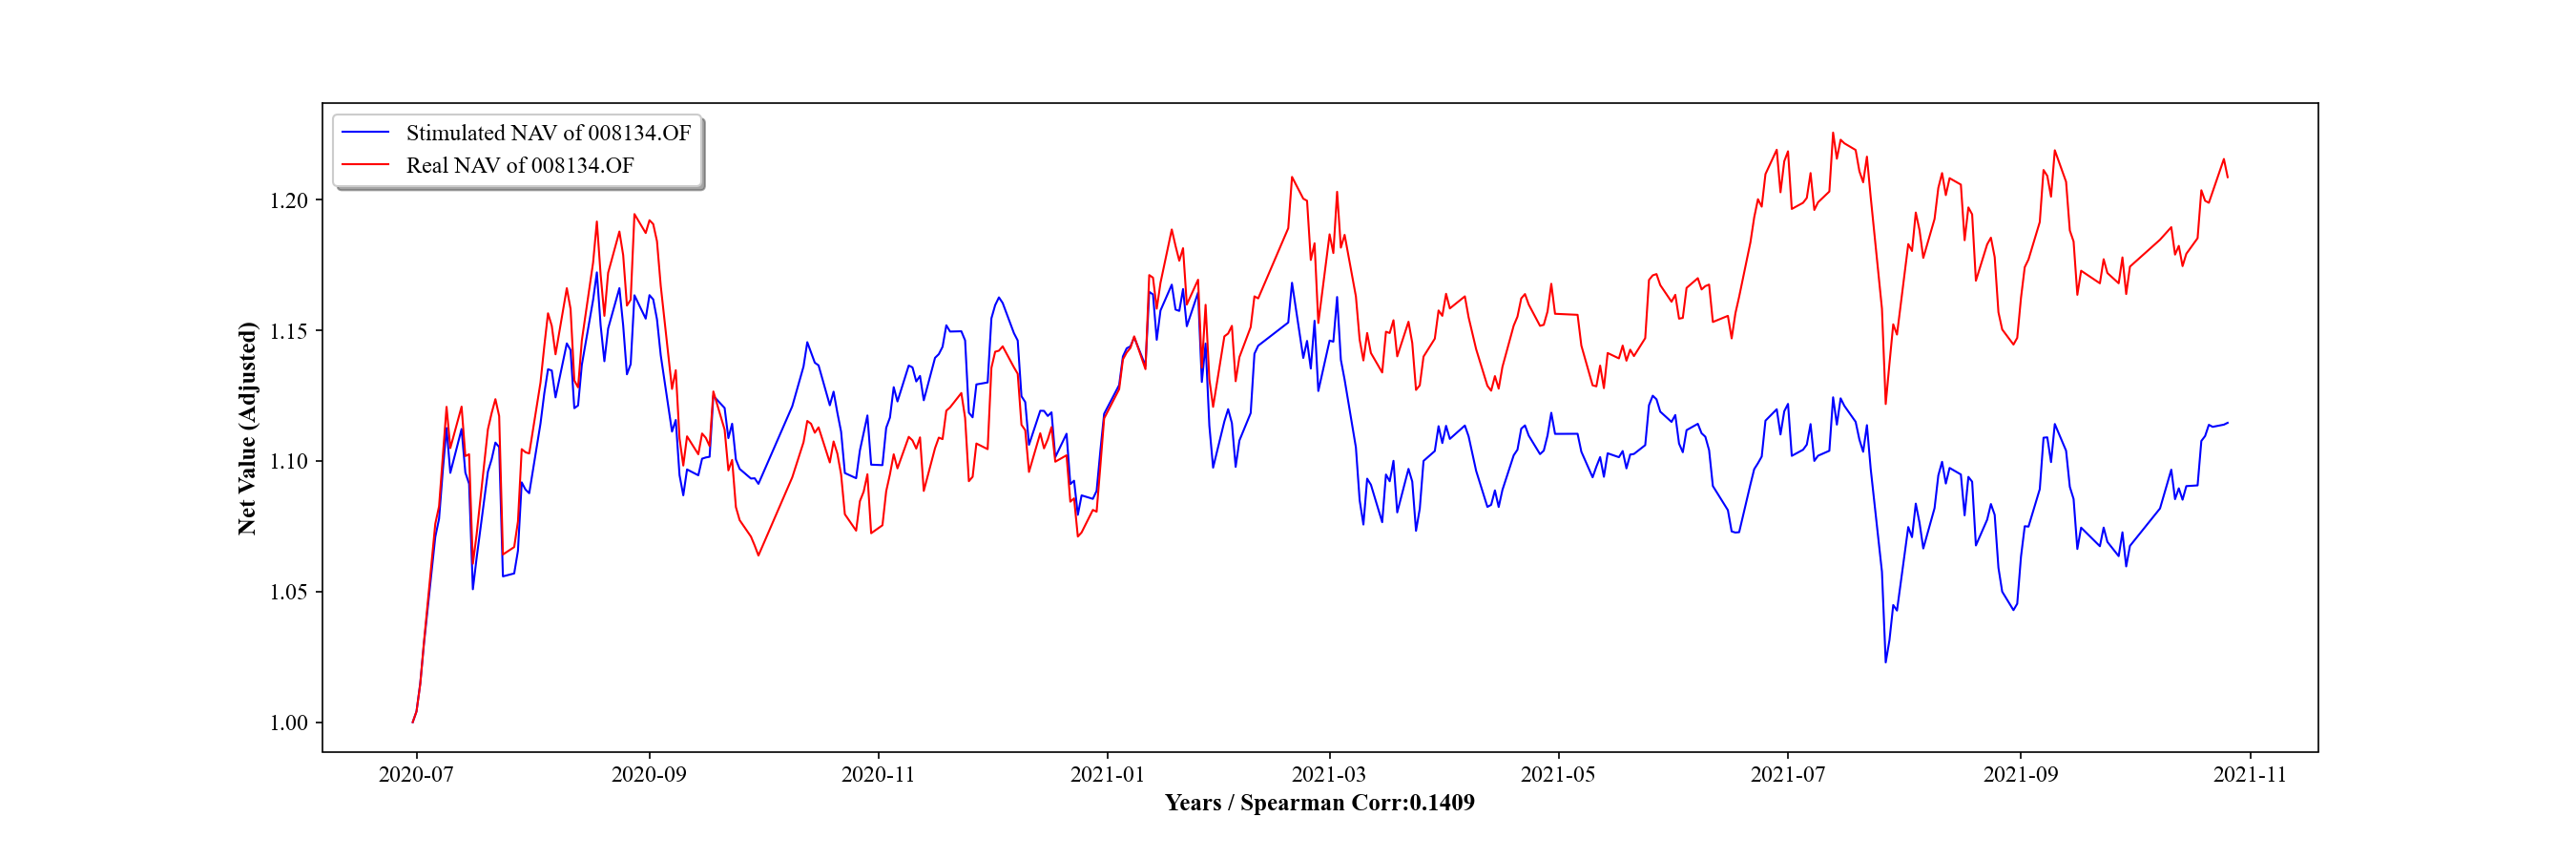 Stimulated NAV of 008134.OF
Real NAV of 008134.OF
Net Value (Adjusted)
1.20
1.15
1.10
1.05
1.00
2020-07 2020-09 2020-11 2021-01 2021-03 2021-05 2021-07 2021-09 2021-11
Years / Spearman Corr:0.1409